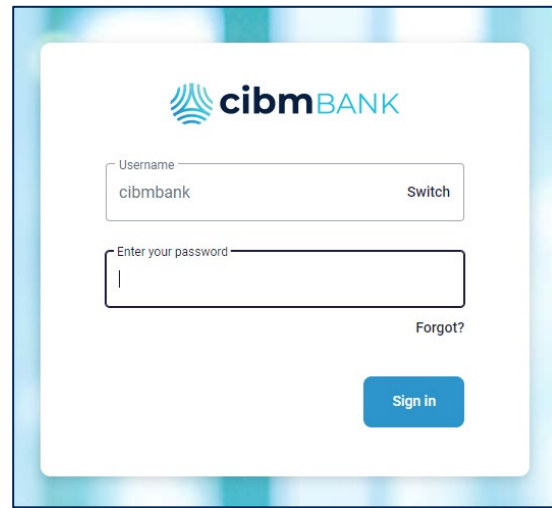 cibmBANK
Username
cibmbank Switch
Enter your password
Forgot?
Sign in